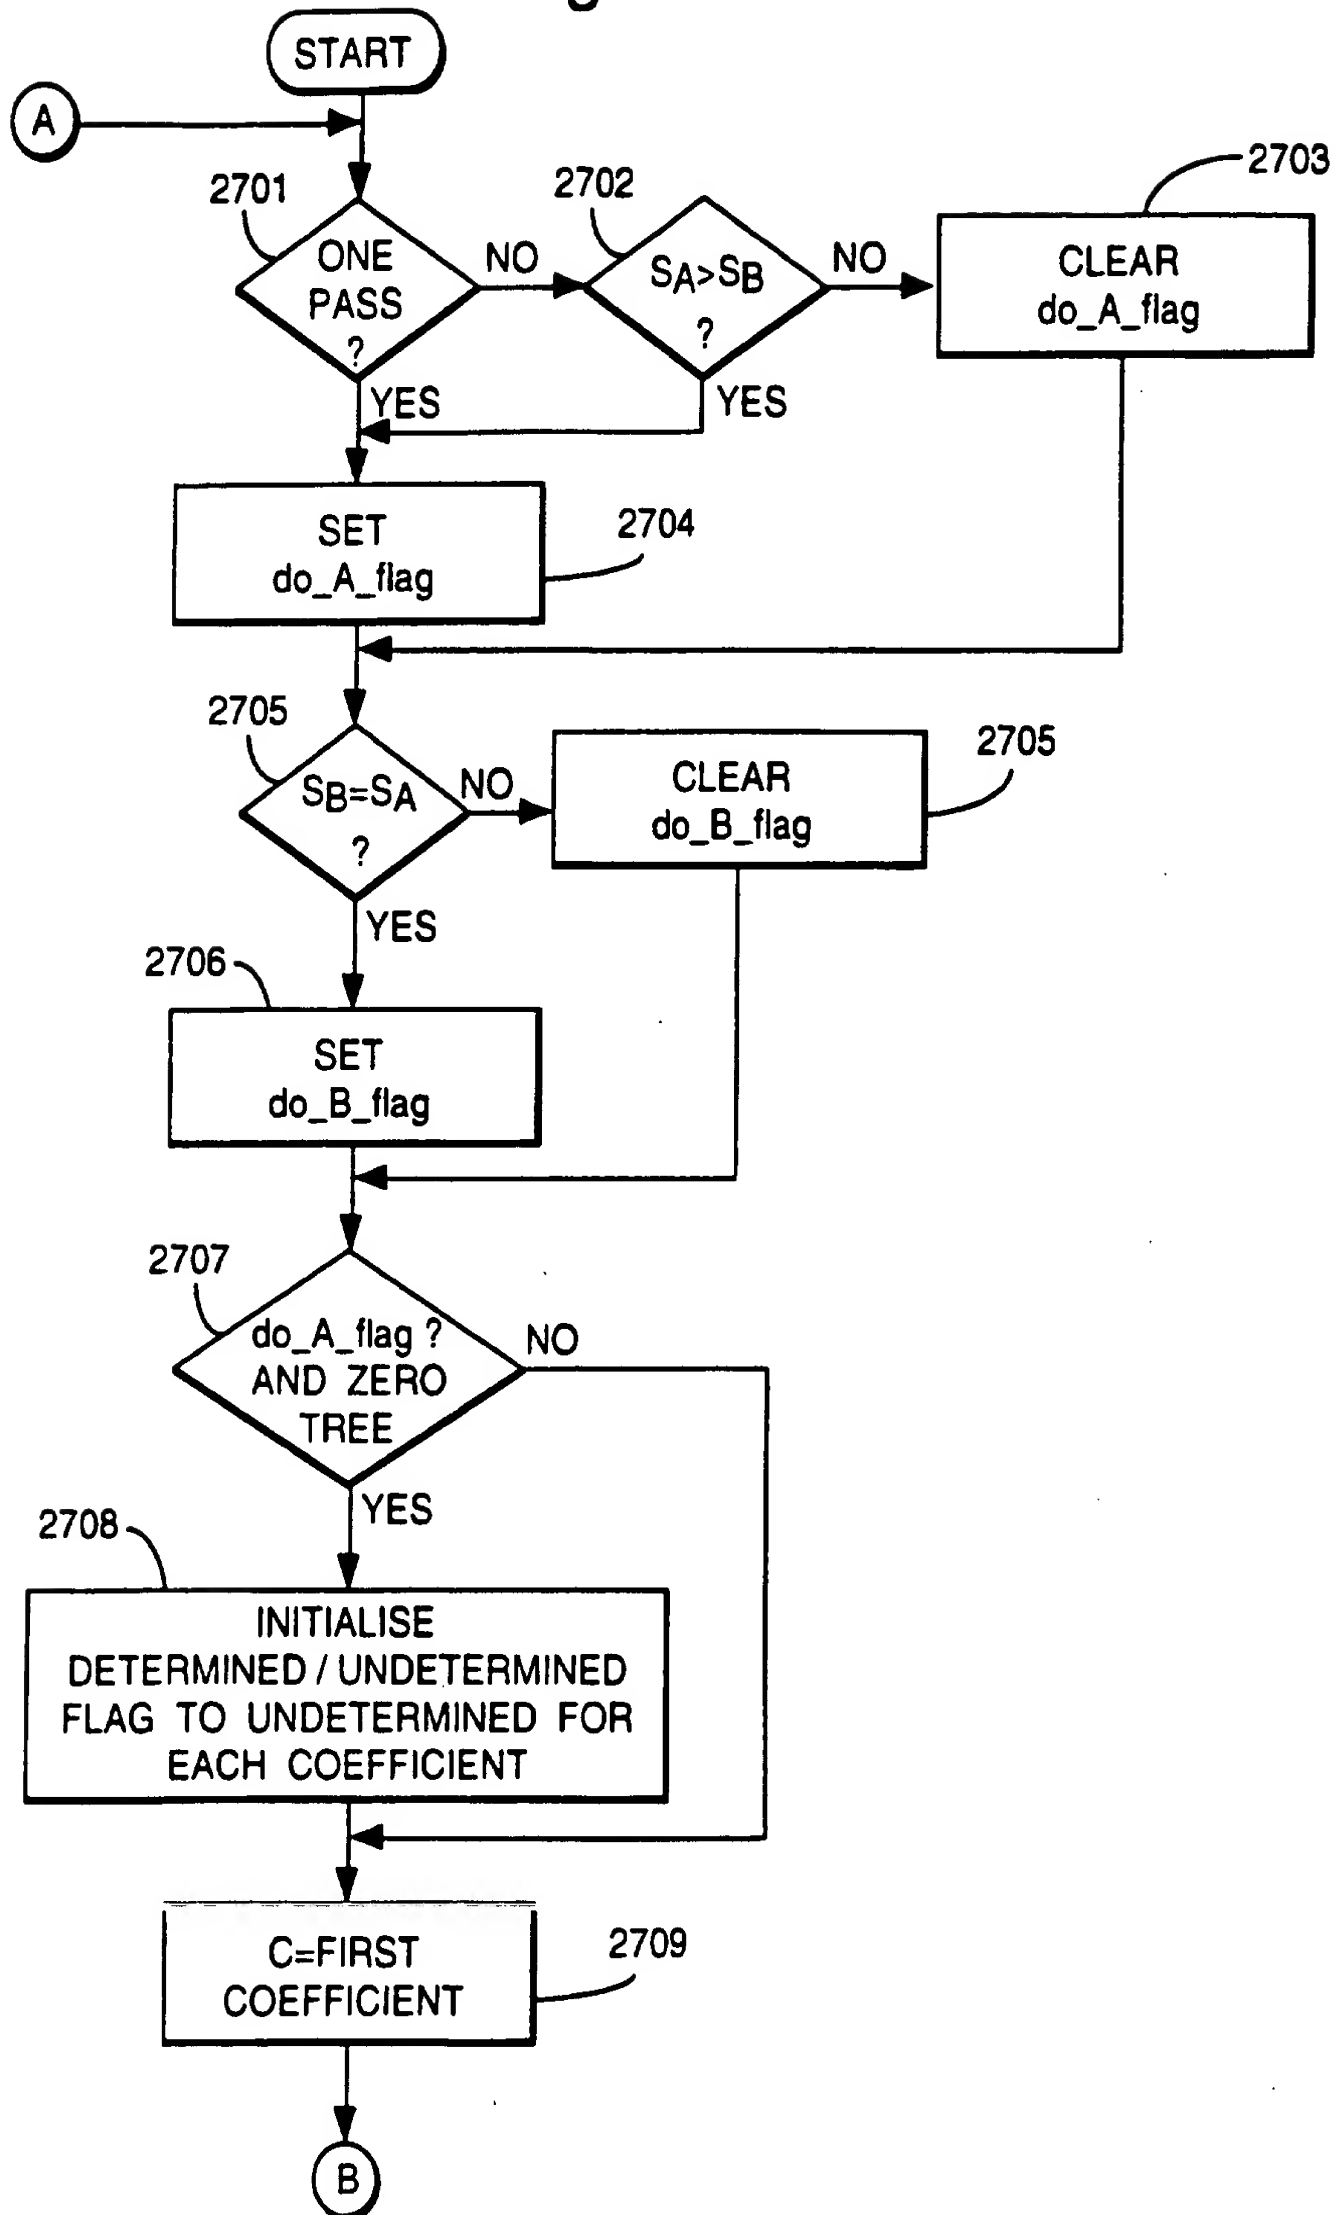 START
A
2701
2702
2703
ONE
PASS
?
NO
SA>SB
?
NO
CLEAR
do_A_flag
YES
YES
SET
do_A_flag
2704
2705
SB=SA
?
NO
CLEAR
do_B_flag
2705
YES
2706
SET
do_B_flag
2707
do_A_flag ?
AND ZERO
TREE
NO
YES
2708
INITIALISE
DETERMINED / UNDETERMINED
FLAG TO UNDETERMINED FOR
EACH COEFFICIENT
C=FIRST
COEFFICIENT
2709
B